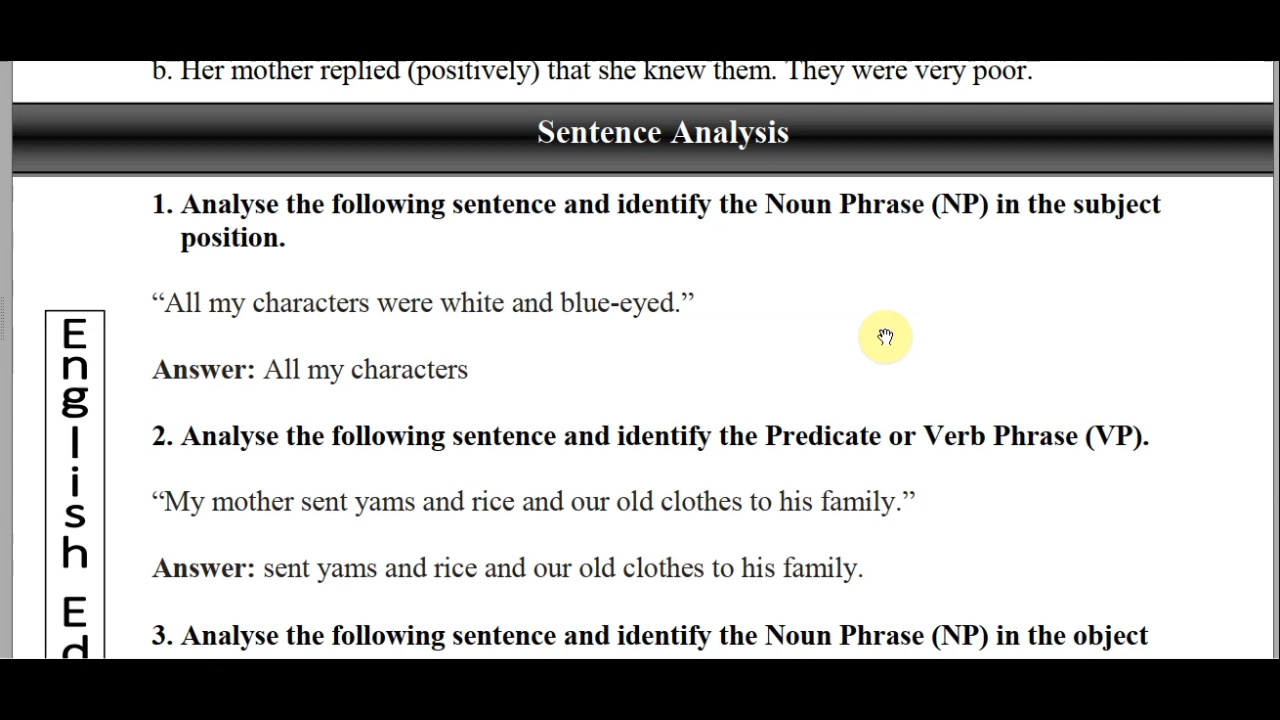 b. Her mother replied (positively) that she knew them. They were very poor.
Sentence Analysis
1. Analyse the following sentence and identify the Noun Phrase (NP) in the subject
position.
“All my characters were white and blue-eyed.”
Answer: All my characters
2. Analyse the following sentence and identify the Predicate or Verb Phrase (VP).
“My mother sent yams and rice and our old clothes to his family.”
Answer: sent yams and rice and our old clothes to his family.
3. Analyse the following sentence and identify the Noun Phrase (NP) in the object
English Ed